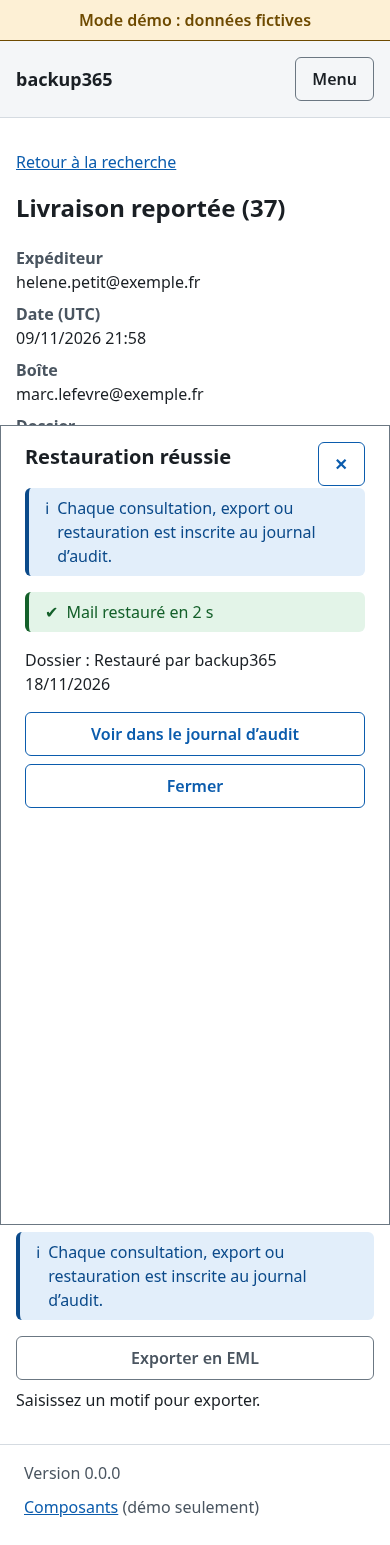 Mode démo : données fictives
backup365
Menu
Retour à la recherche
Livraison reportée (37)
Expéditeur
helene.petit@exemple.fr
Date (UTC)
09/11/2026 21:58
Boîte
marc.lefevre@exemple.fr
Dossier
Restauration réussie
×
i Chaque consultation, export ou
restauration est inscrite au journal
d’audit.
✔ Mail restauré en 2 s
Dossier : Restauré par backup365
18/11/2026
Voir dans le journal d’audit
Fermer
i Chaque consultation, export ou
restauration est inscrite au journal
d’audit.
Exporter en EML
Saisissez un motif pour exporter.
Version 0.0.0
Composants (démo seulement)